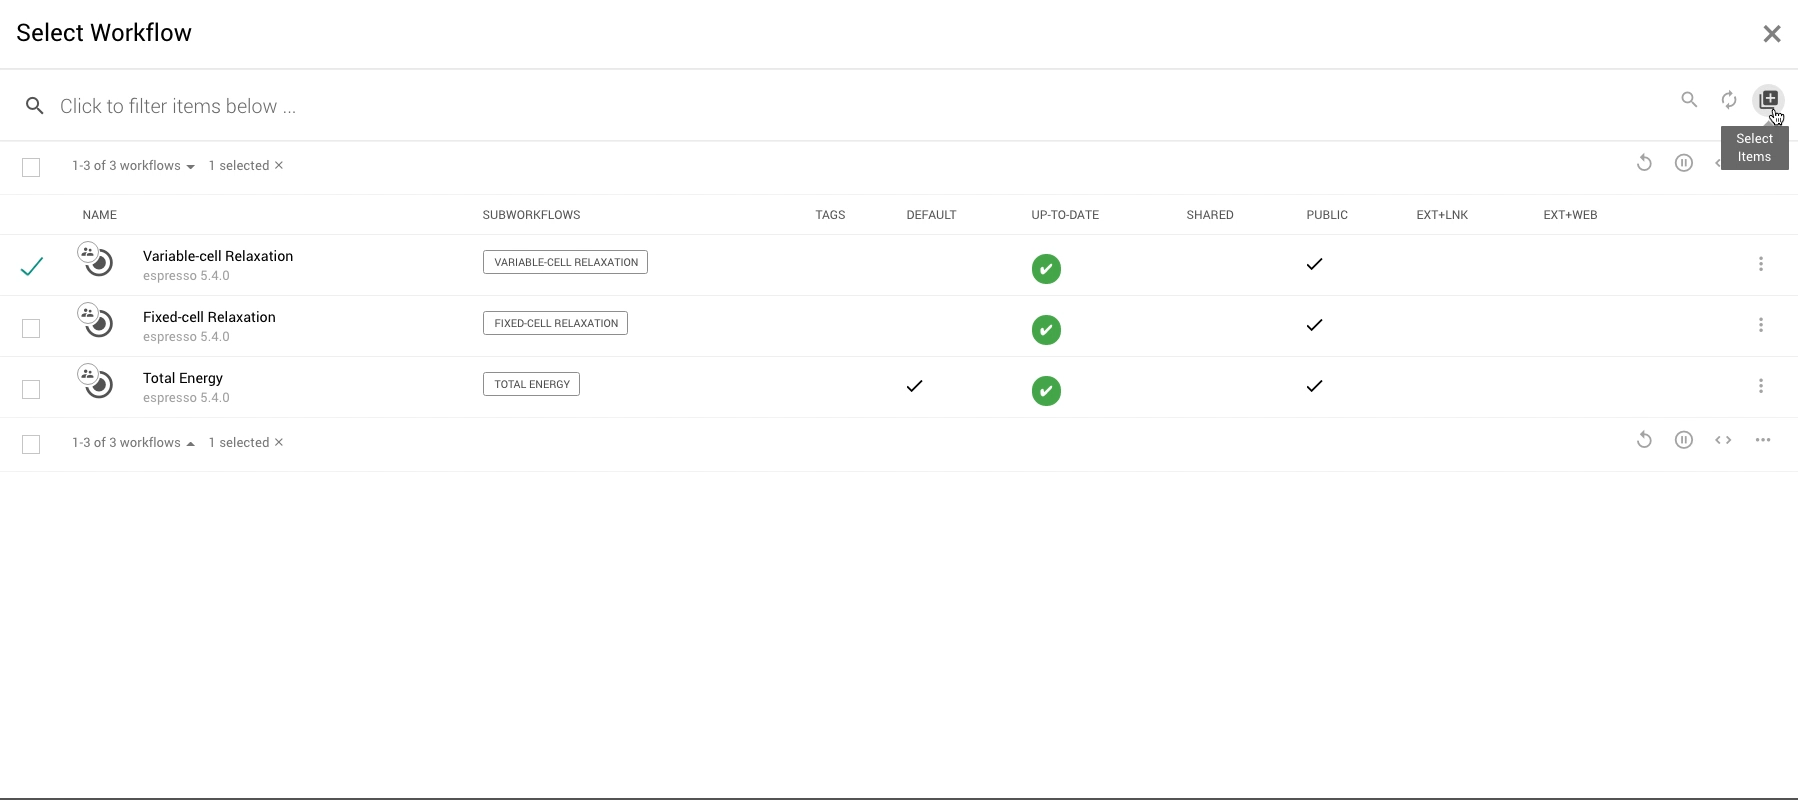 Select Workflow
Click to filter items below ...
Select
Items
1-3 of 3 workflows 1 selected ×
NAME SUBWORKFLOWS TAGS DEFAULT UP-TO-DATE SHARED PUBLIC EXT+LNK EXT+WEB
Variable-cell Relaxation VARIABLE-CELL RELAXATION
espresso 5.4.0
Fixed-cell Relaxation FIXED-CELL RELAXATION
espresso 5.4.0
Total Energy TOTAL ENERGY
espresso 5.4.0
1-3 of 3 workflows 1 selected ×